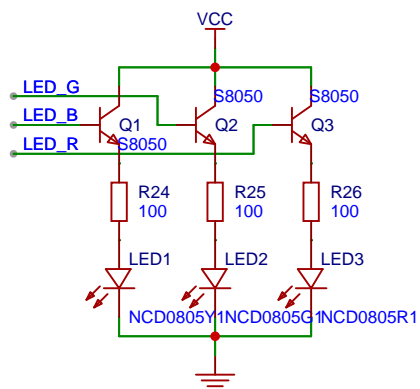 VCC
LED_G
S8050
S8050
LED_B
Q1
Q2
Q3
LED_R
S8050
R24
R25
R26
100
100
100
LED1
LED2
LED3
NCD0805Y1NCD0805G1NCD0805R1